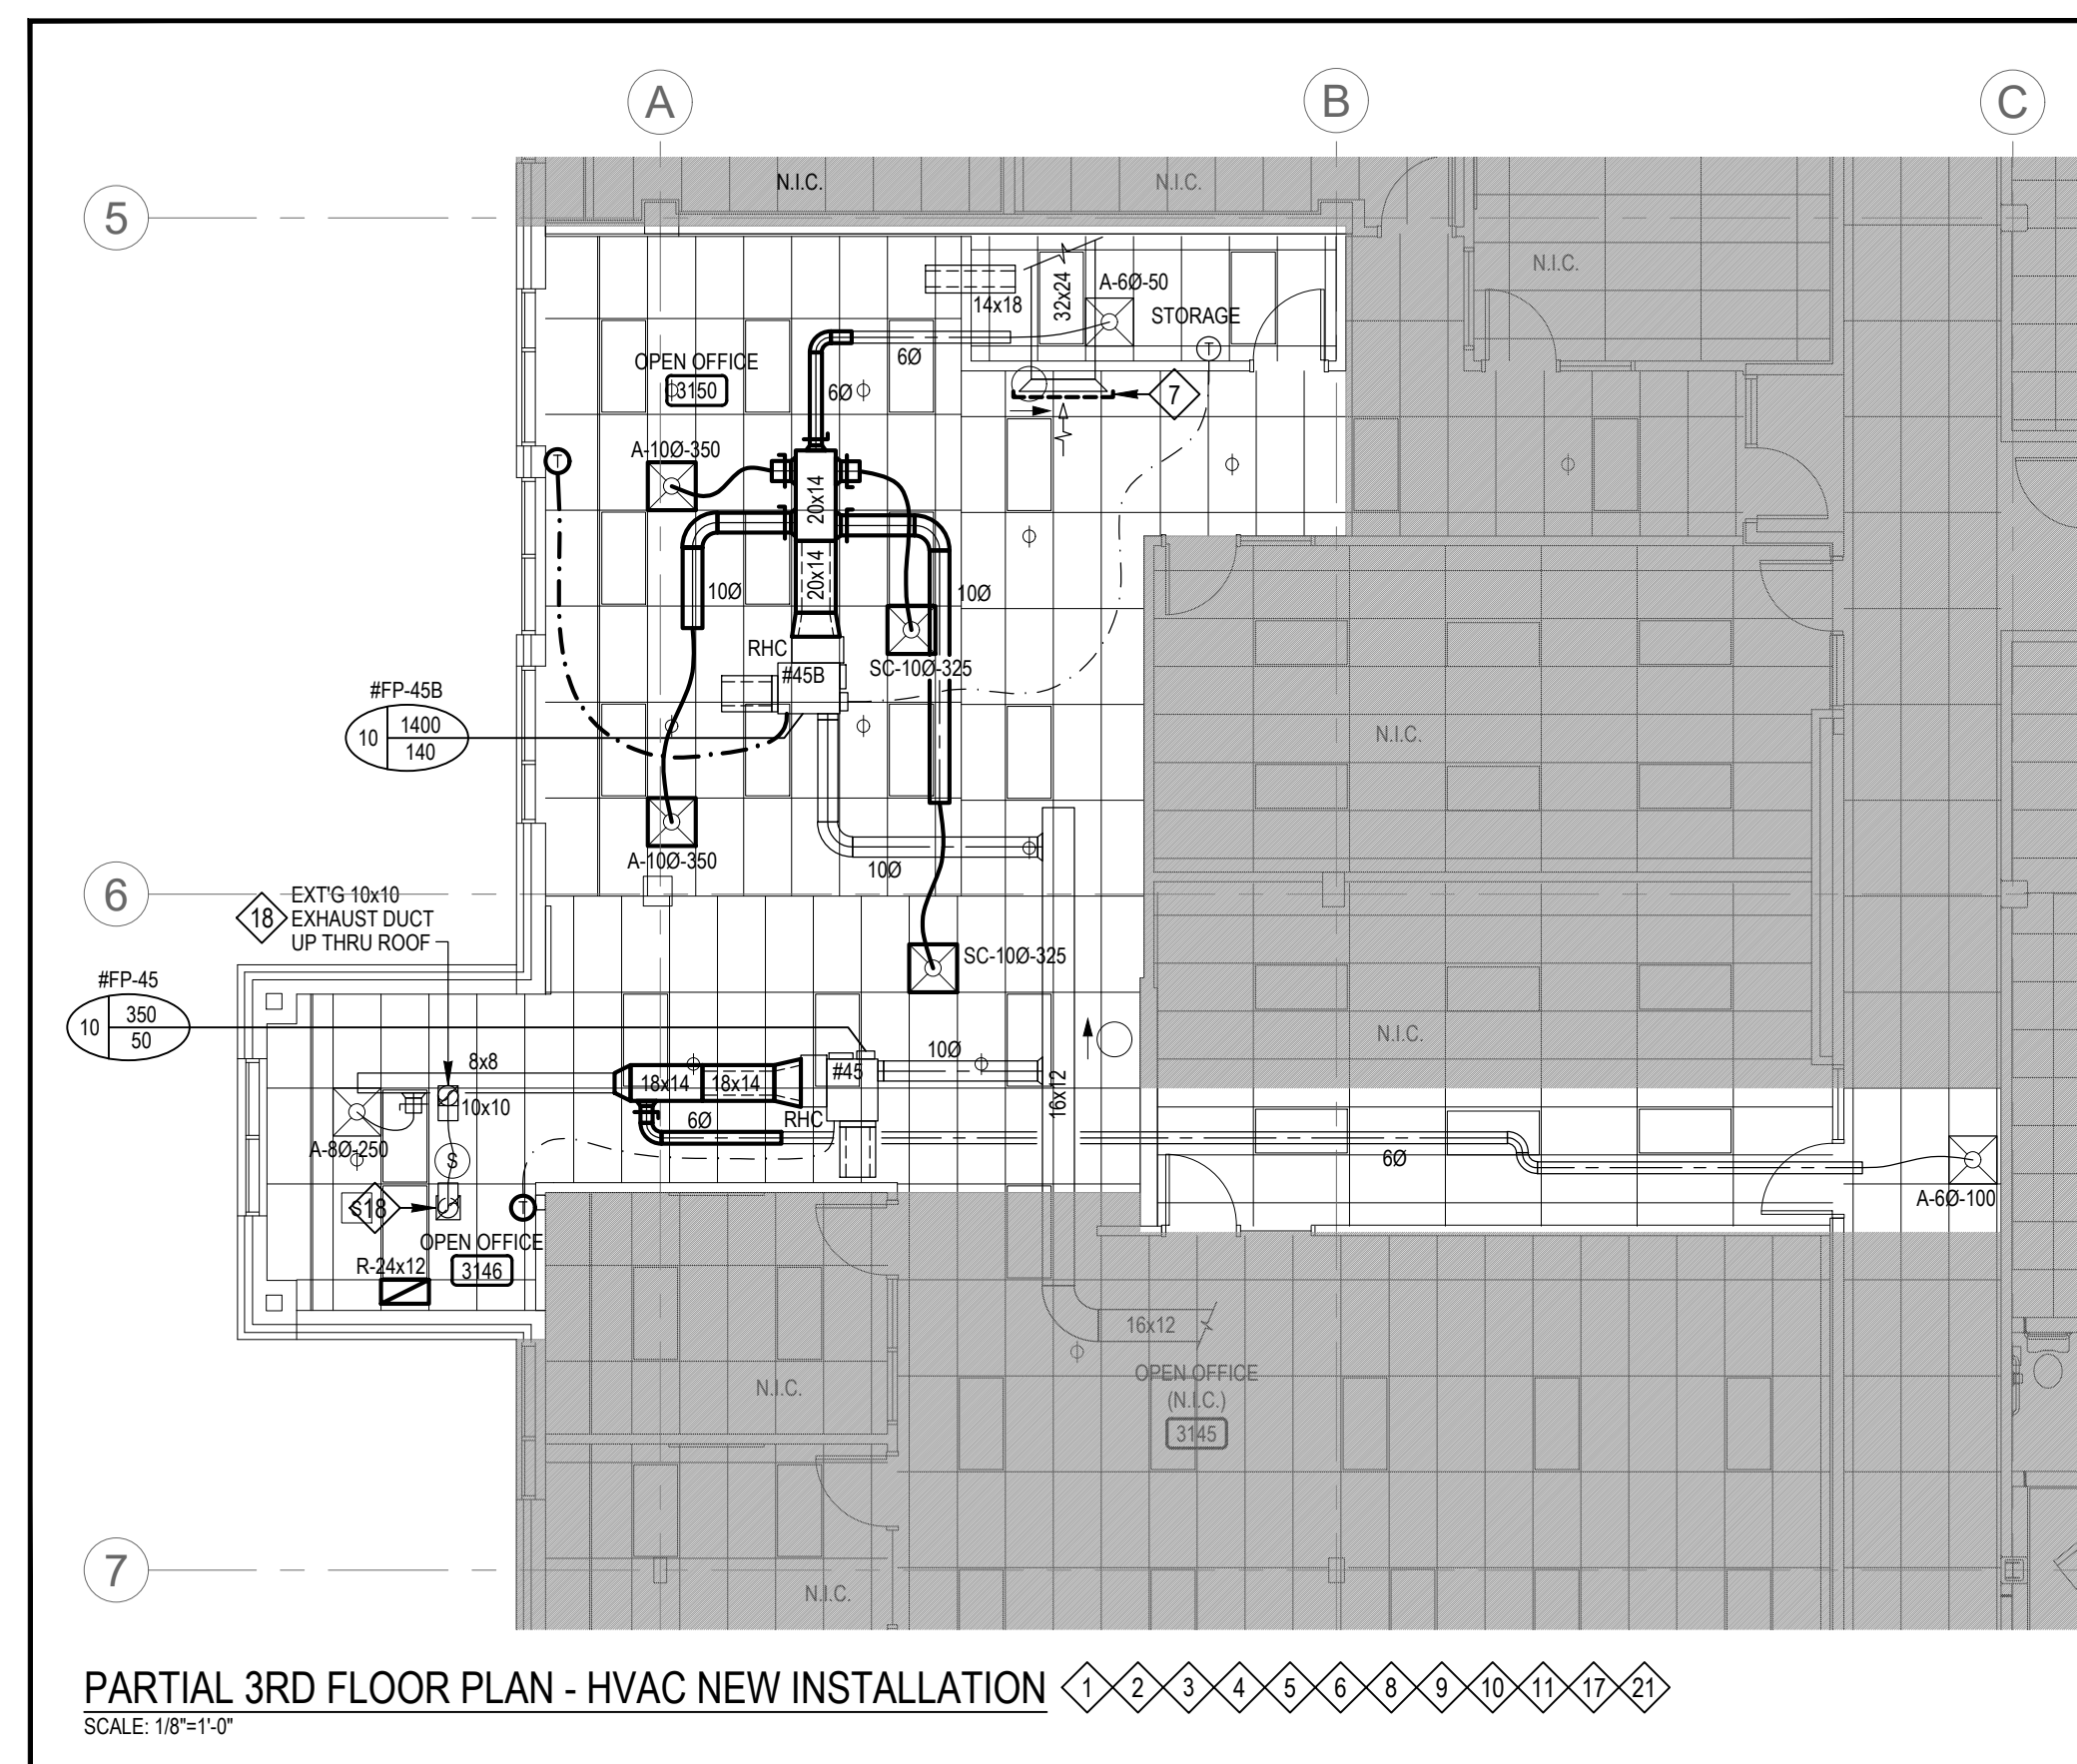 A
B
C
5
N.I.C.
N.I.C.
N.I.C.
14x18
32x24
A-6Ø-50
STORAGE
T
6Ø
OPEN OFFICE
3150
6Ø
7
A-10Ø-350
T
20x14
20x14
10Ø
10Ø
RHC
#45B
SC-10Ø-325
#FP-45B
10
1400
140
N.I.C.
A-10Ø-350
10Ø
6
18
EXT'G 10x10
EXHAUST DUCT
UP THRU ROOF
SC-10Ø-325
#FP-45
10
350
50
N.I.C.
8x8
18x14
18x14
#45
10Ø
16x12
10x10
6Ø
RHC
A-8Ø-250
S
6Ø
S
18
T
A-6Ø-100
OPEN OFFICE
3146
R-24x12
16x12
OPEN OFFICE
(N.I.C.)
3145
N.I.C.
7
N.I.C.
PARTIAL 3RD FLOOR PLAN - HVAC NEW INSTALLATION 1 2 3 4 5 6 8 9 10 11 17 21
SCALE: 1/8"=1'-0"